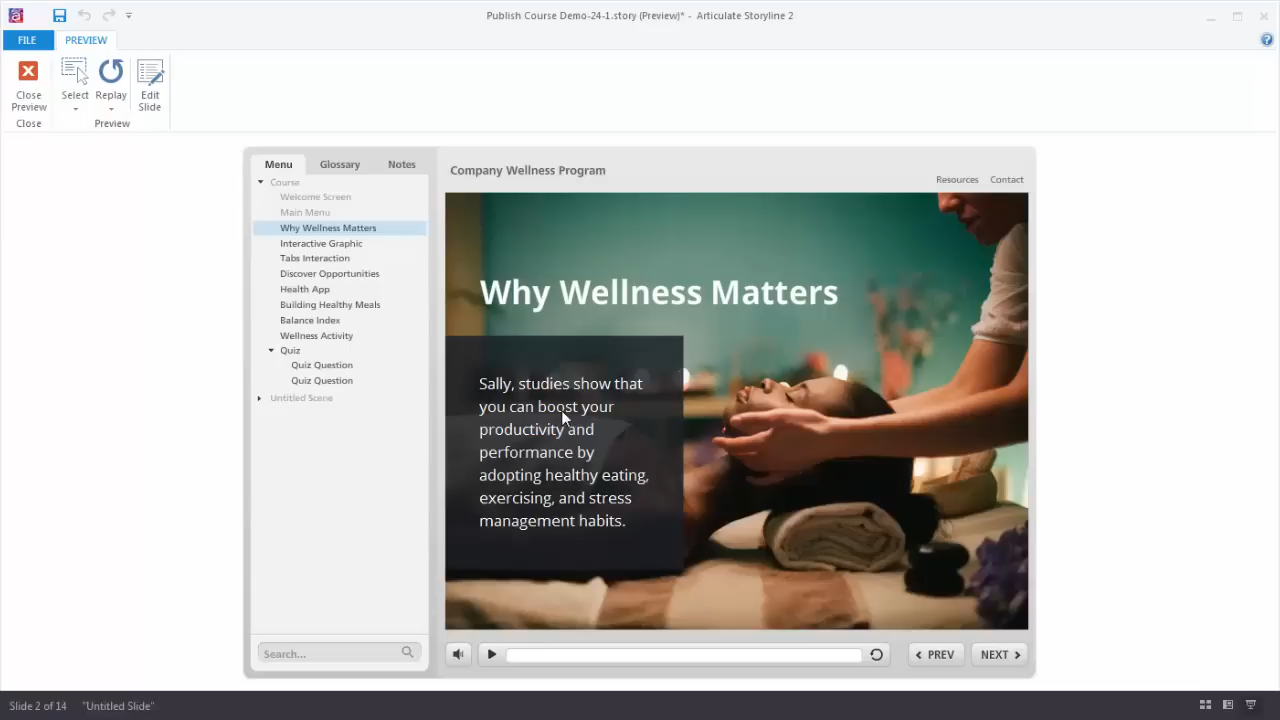 Publish Course Demo-24-1.story (Preview)* - Articulate Storyline 2
FILE
PREVIEW
Close Preview
Select
Replay
Edit Slide
Close
Preview
Menu
Glossary
Notes
Course
Welcome Screen
Main Menu
Why Wellness Matters
Interactive Graphic
Tabs Interaction
Discover Opportunities
Health App
Building Healthy Meals
Balance Index
Wellness Activity
Quiz
Quiz Question
Quiz Question
Untitled Scene
Search...
Company Wellness Program
Resources
Contact
Why Wellness Matters
Sally, studies show that
you can boost your
productivity and
performance by
adopting healthy eating,
exercising, and stress
management habits.
PREV
NEXT
Slide 2 of 14
"Untitled Slide"